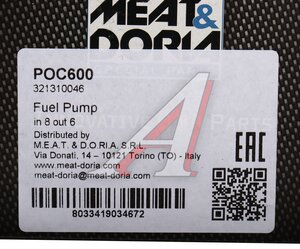 MEAT&
DORIA
POC600
321310046
Fuel Pump
in 8 out 6
Distributed by
M.E.A.T. & D.O.R.I.A. S.R.L.
Via Donati, 14 – 10121 Torino (TO) - Italy
www.meat-doria.com
meat-doria@meat-doria.com
EAC
8033419034672